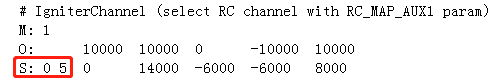 # IgniterChannel (select RC channel with RC_MAP_AUX1 param)
M: 1
O:      10000  10000  0      -10000  10000
S: 0 5  0      14000  -6000  -6000   8000